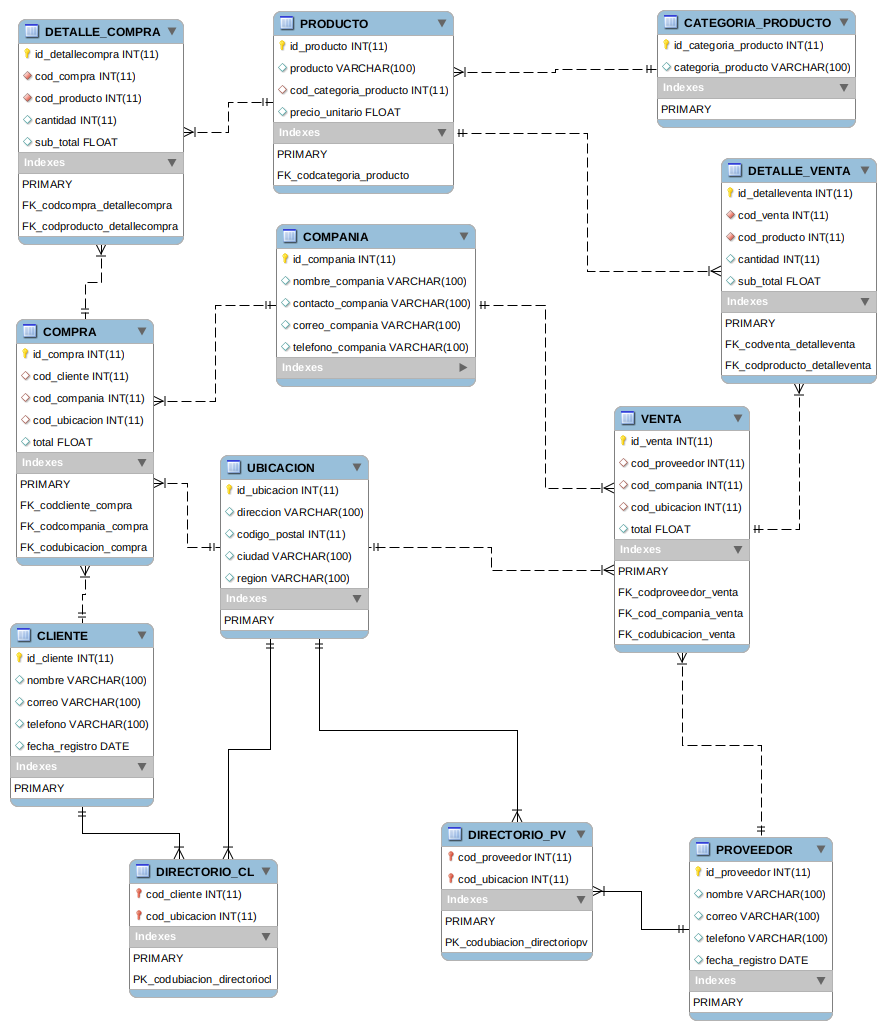 DETALLE_COMPRA
id_detallecompra INT(11)
cod_compra INT(11)
cod_producto INT(11)
cantidad INT(11)
sub_total FLOAT
Indexes
PRIMARY
FK_codcompra_detallecompra
FK_codproducto_detallecompra
PRODUCTO
id_producto INT(11)
producto VARCHAR(100)
cod_categoria_producto INT(11)
precio_unitario FLOAT
Indexes
PRIMARY
FK_codcategoria_producto
CATEGORIA_PRODUCTO
id_categoria_producto INT(11)
categoria_producto VARCHAR(100)
Indexes
PRIMARY
DETALLE_VENTA
id_detalleventa INT(11)
cod_venta INT(11)
cod_producto INT(11)
cantidad INT(11)
sub_total FLOAT
Indexes
PRIMARY
FK_codventa_detalleventa
FK_codproducto_detalleventa
COMPANIA
id_compania INT(11)
nombre_compania VARCHAR(100)
contacto_compania VARCHAR(100)
correo_compania VARCHAR(100)
telefono_compania VARCHAR(100)
Indexes
COMPRA
id_compra INT(11)
cod_cliente INT(11)
cod_compania INT(11)
cod_ubicacion INT(11)
total FLOAT
Indexes
PRIMARY
FK_codcliente_compra
FK_codcompania_compra
FK_codubicacion_compra
VENTA
id_venta INT(11)
cod_proveedor INT(11)
cod_compania INT(11)
cod_ubicacion INT(11)
total FLOAT
Indexes
PRIMARY
FK_codproveedor_venta
FK_cod_compania_venta
FK_codubicacion_venta
UBICACION
id_ubicacion INT(11)
direccion VARCHAR(100)
codigo_postal INT(11)
ciudad VARCHAR(100)
region VARCHAR(100)
Indexes
PRIMARY
CLIENTE
id_cliente INT(11)
nombre VARCHAR(100)
correo VARCHAR(100)
telefono VARCHAR(100)
fecha_registro DATE
Indexes
PRIMARY
DIRECTORIO_CL
cod_cliente INT(11)
cod_ubicacion INT(11)
Indexes
PRIMARY
PK_codubiacion_directoriocl
DIRECTORIO_PV
cod_proveedor INT(11)
cod_ubicacion INT(11)
Indexes
PRIMARY
PK_codubiacion_directoriopv
PROVEEDOR
id_proveedor INT(11)
nombre VARCHAR(100)
correo VARCHAR(100)
telefono VARCHAR(100)
fecha_registro DATE
Indexes
PRIMARY